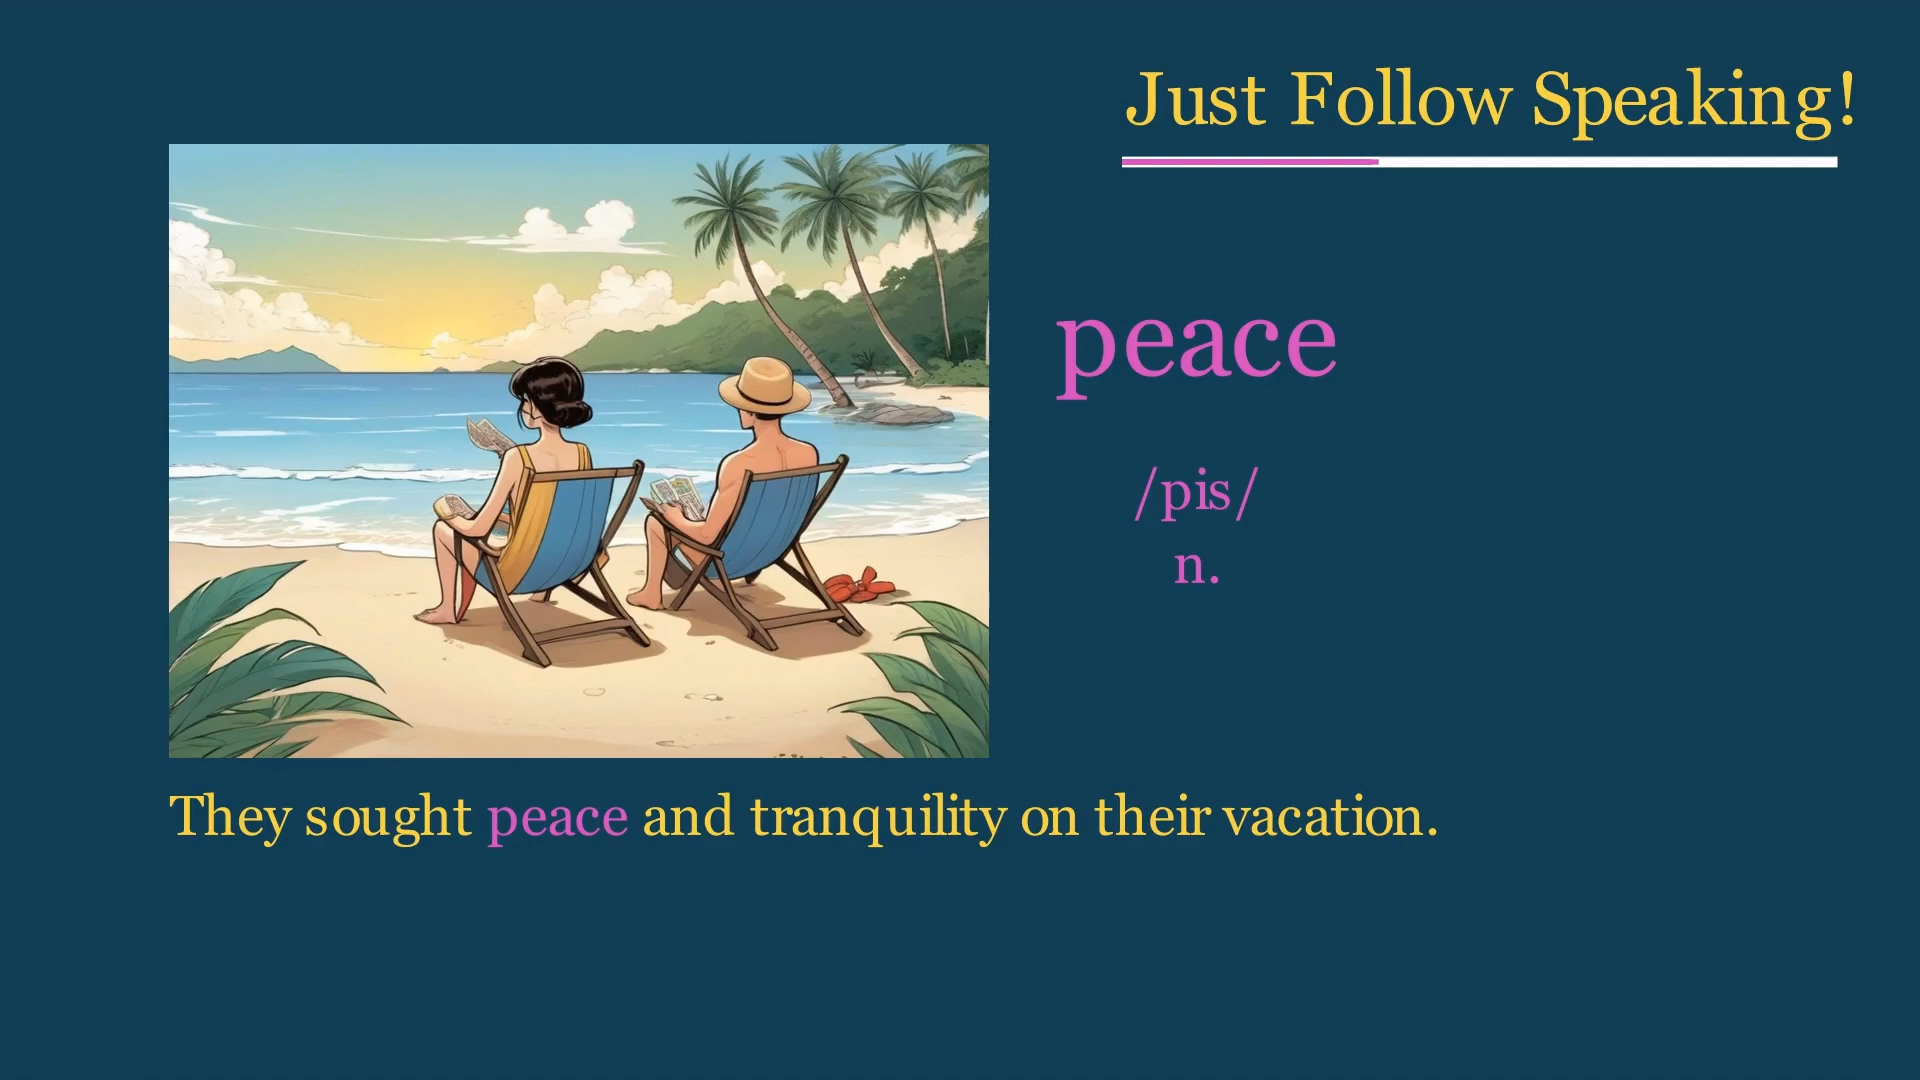 Just Follow Speaking!
peace
/pis/
n.
They sought peace and tranquility on their vacation.